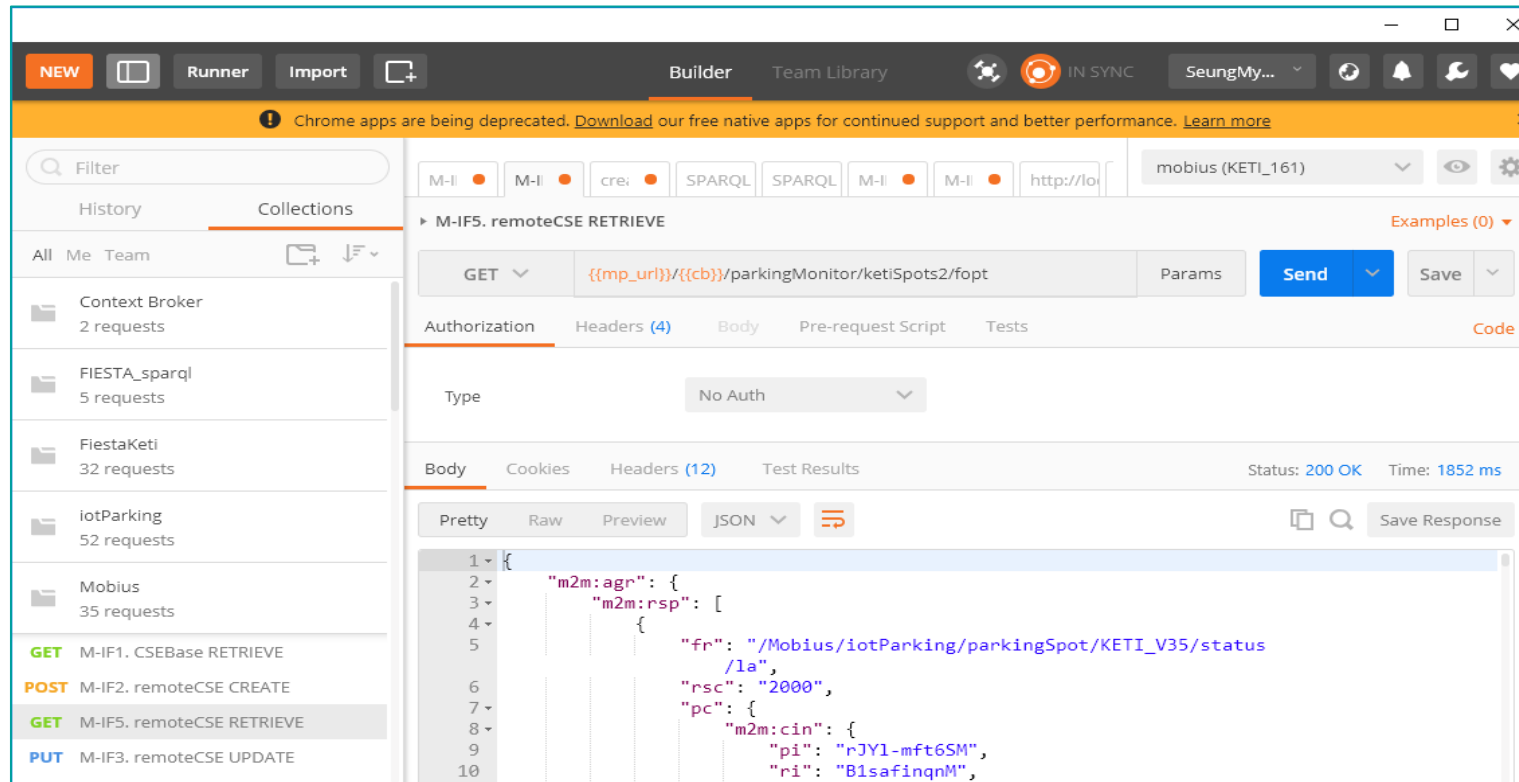 NEW Runner Import Builder Team Library IN SYNC SeungMy...
Chrome apps are being deprecated. Download our free native apps for continued support and better performance. Learn more
Filter
History Collections
All Me Team
Context Broker
2 requests
FIESTA_sparql
5 requests
FiestaKeti
32 requests
iotParking
52 requests
Mobius
35 requests
GET M-IF1. CSEBase RETRIEVE
POST M-IF2. remoteCSE CREATE
GET M-IF5. remoteCSE RETRIEVE
PUT M-IF3. remoteCSE UPDATE
M-I M-I cre SPARQL SPARQL M-I M-I http://lo
mobius (KETI_161)
M-IF5. remoteCSE RETRIEVE Examples (0)
GET {{mp_url}}/{{cb}}/parkingMonitor/ketiSpots2/fopt Params Send Save
Authorization Headers (4) Body Pre-request Script Tests Code
Type No Auth
Body Cookies Headers (12) Test Results Status: 200 OK Time: 1852 ms
Pretty Raw Preview JSON Save Response
1 {
2 "m2m:agr": {
3 "m2m:rsp": [
4 {
5 "fr": "/Mobius/iotParking/parkingSpot/KETI_V35/status
/la",
6 "rsc": "2000",
7 "pc": {
8 "m2m:cin": {
9 "pi": "rJYl-mft6SM",
10 "ri": "B1safinqnM",